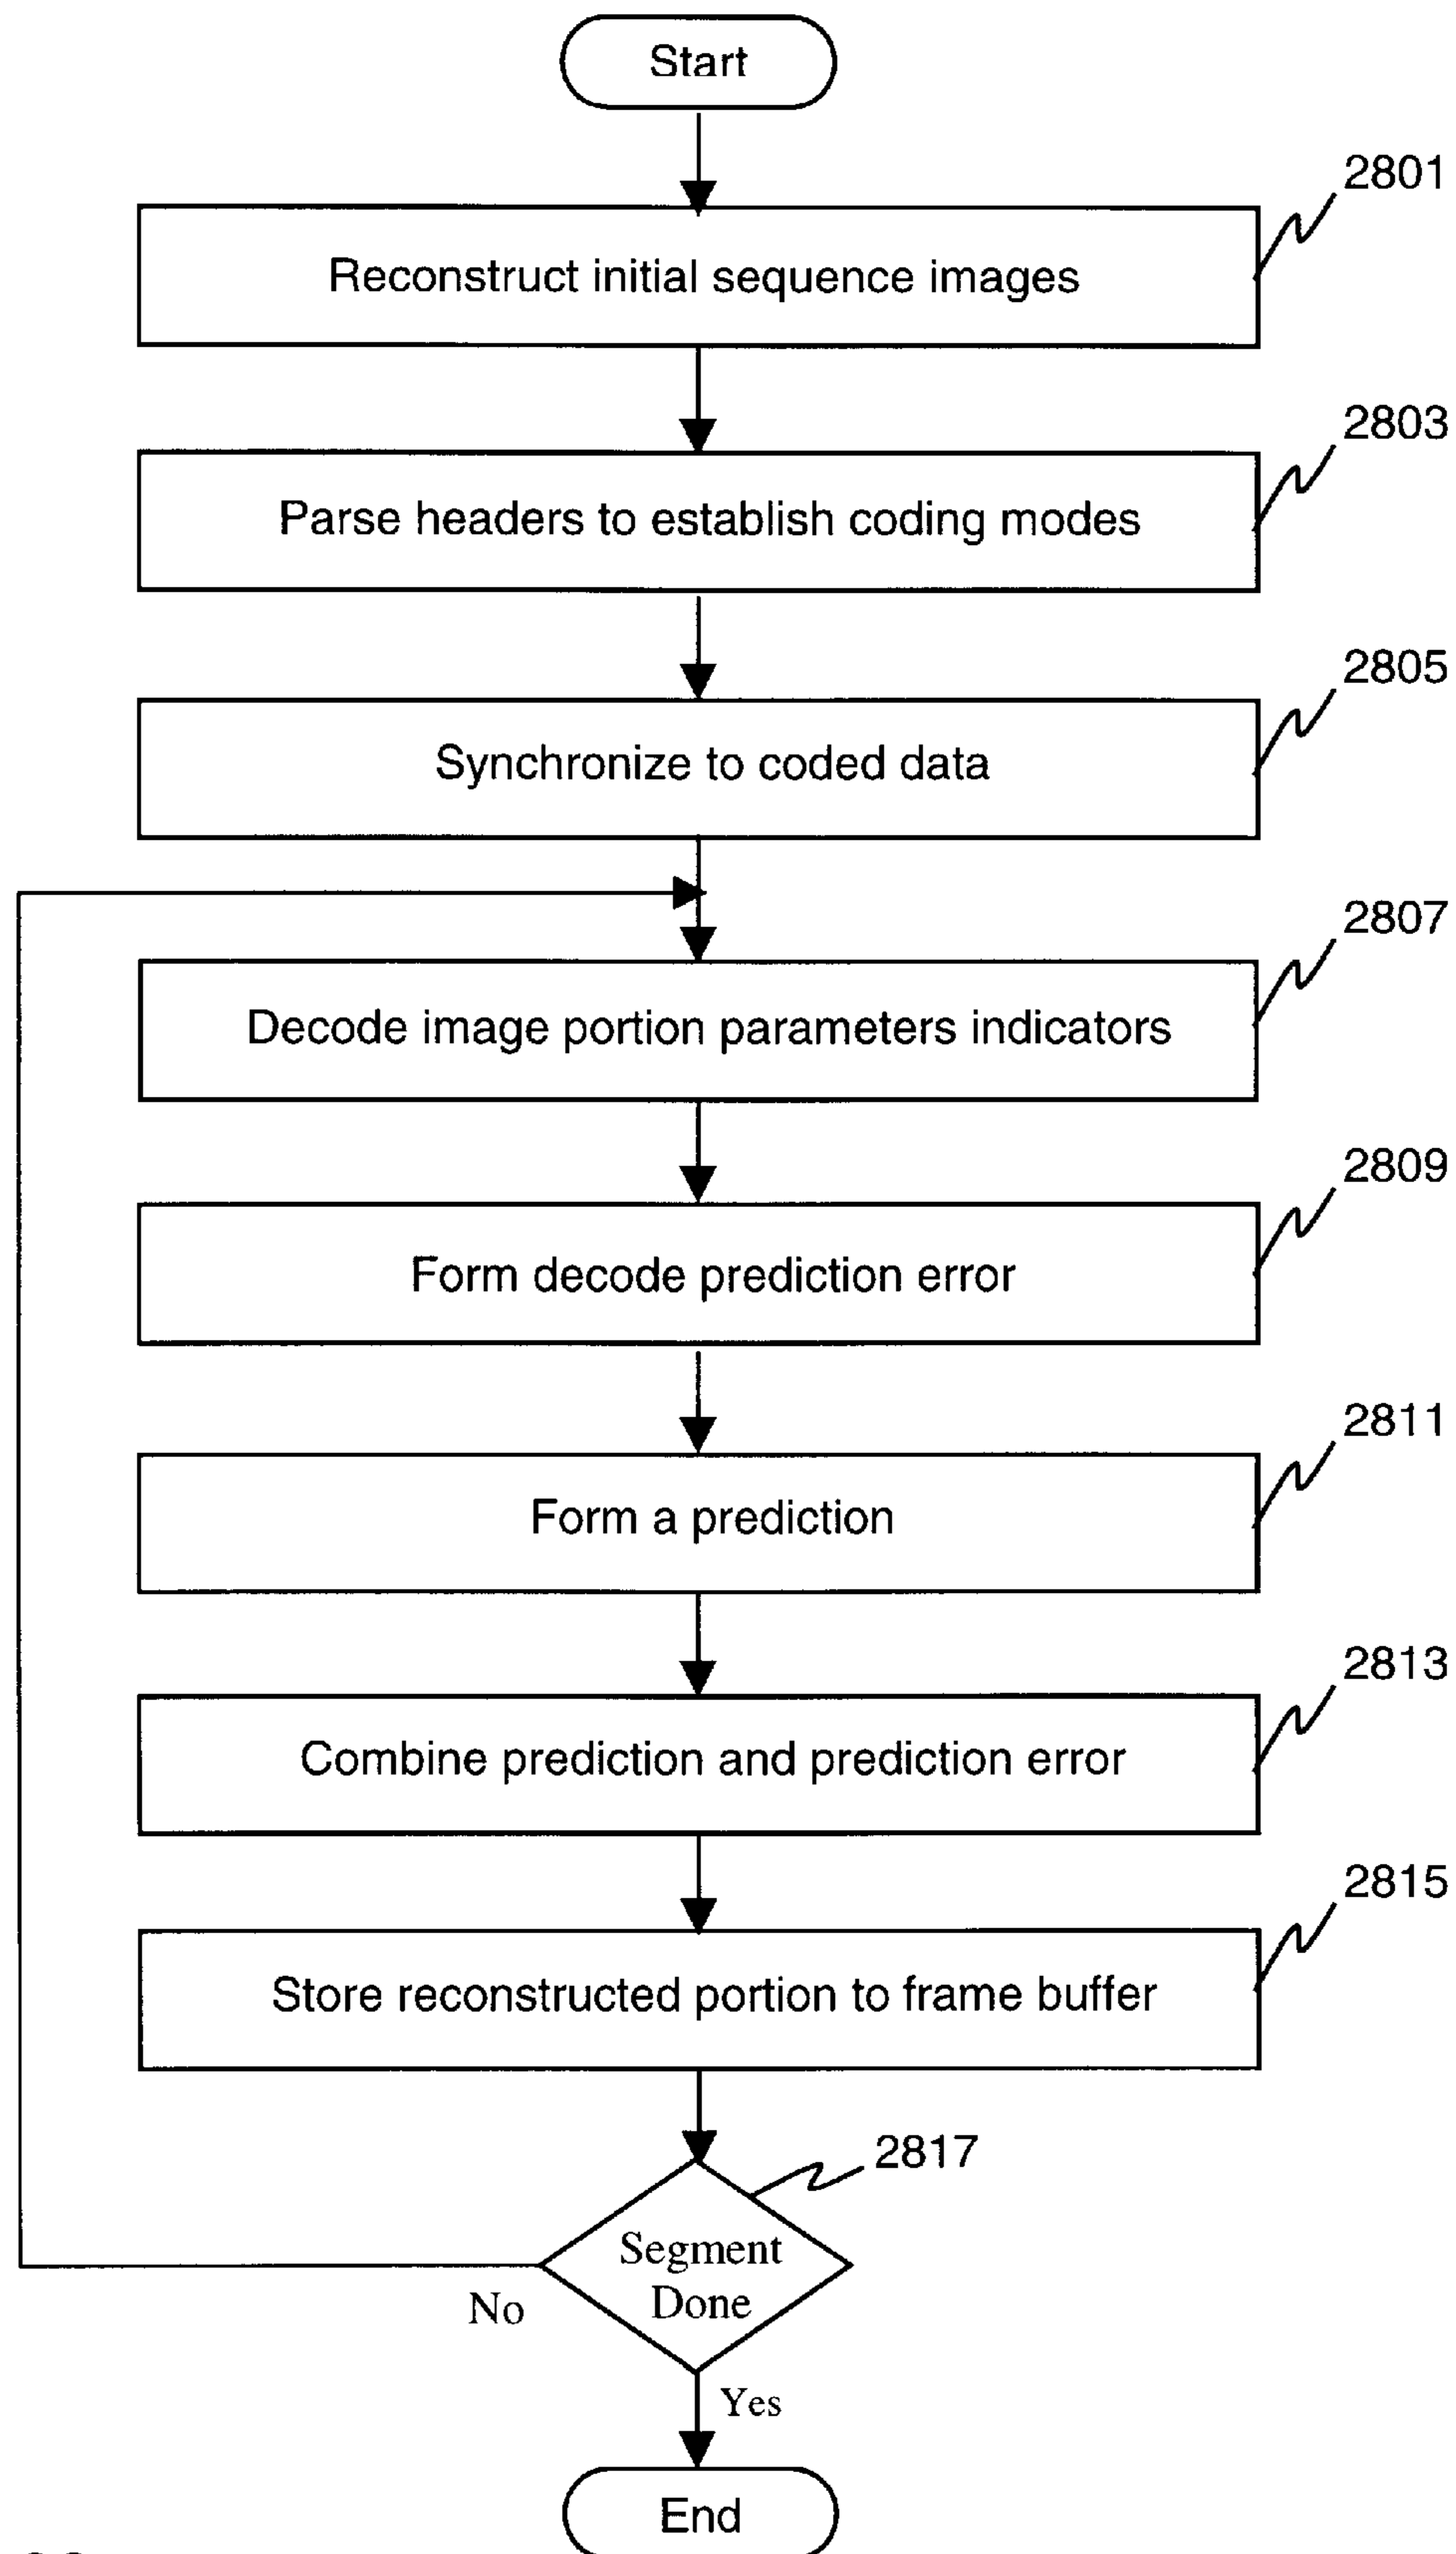 Start
2801
Reconstruct initial sequence images
2803
Parse headers to establish coding modes
2805
Synchronize to coded data
2807
Decode image portion parameters indicators
2809
Form decode prediction error
2811
Form a prediction
2813
Combine prediction and prediction error
2815
Store reconstructed portion to frame buffer
2817
Segment
Done
No
Yes
End